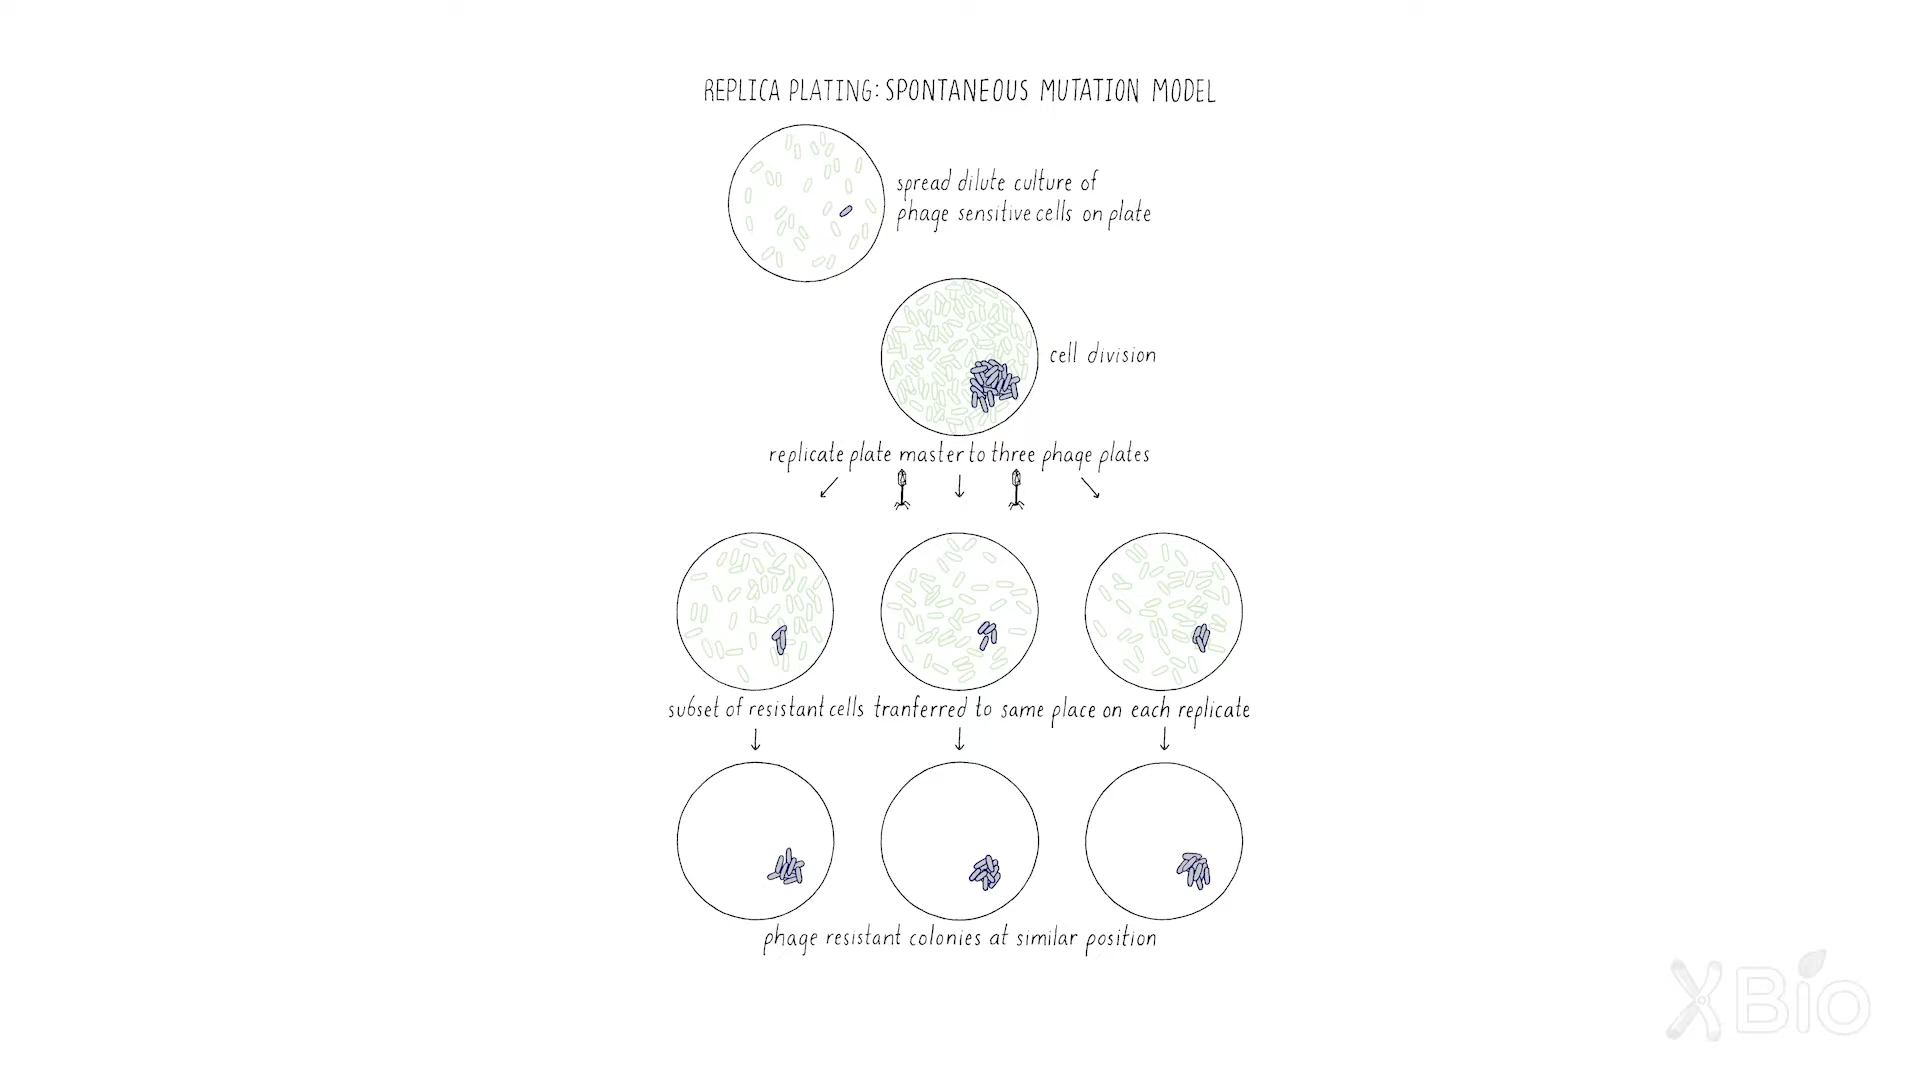 REPLICA PLATING: SPONTANEOUS MUTATION MODEL
spread dilute culture of
phage sensitive cells on plate
cell division
replicate plate master to three phage plates
subset of resistant cells tranferred to same place on each replicate
phage resistant colonies at similar position
XBio